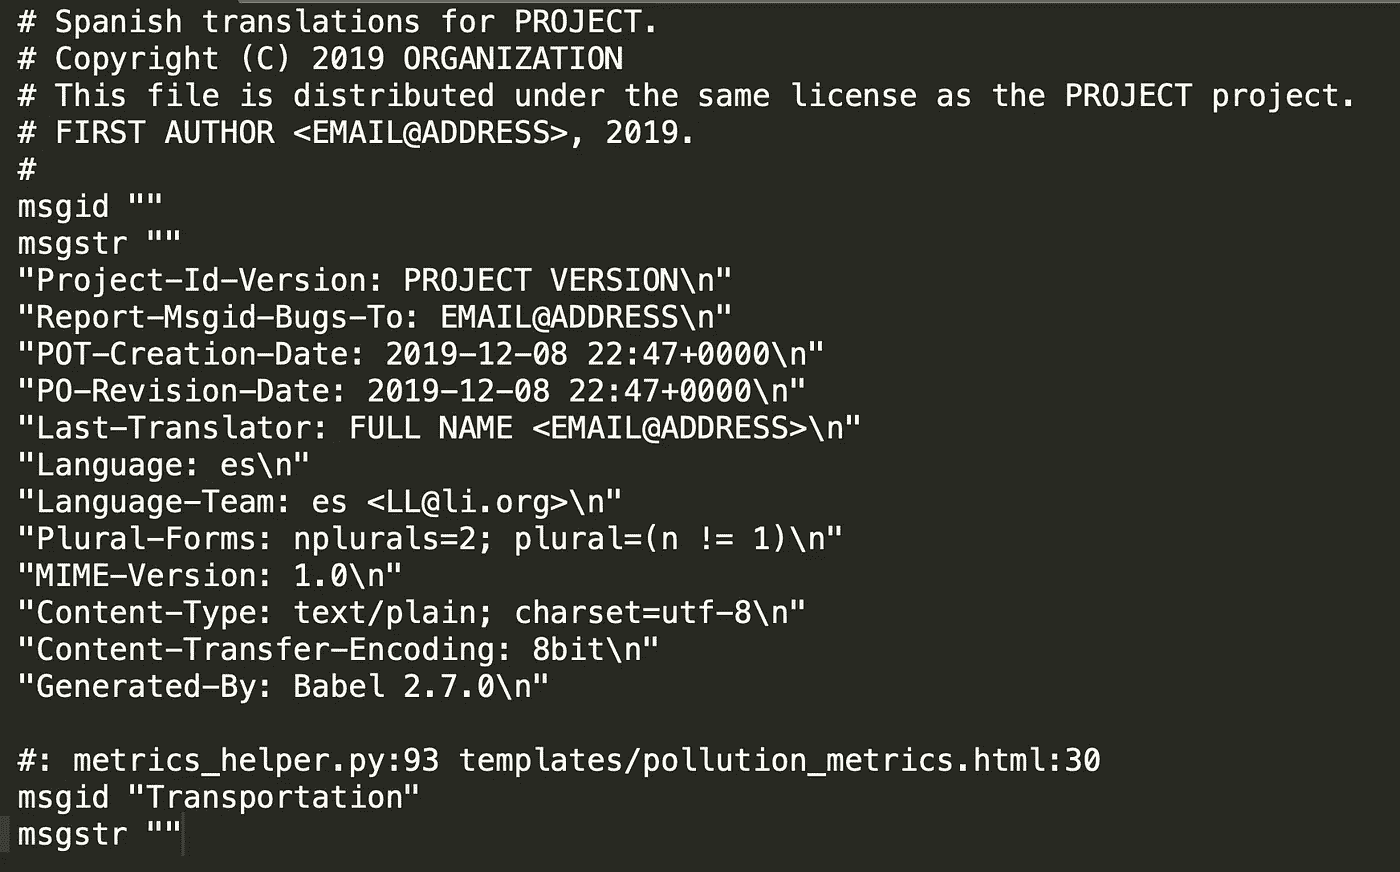 # Spanish translations for PROJECT.
# Copyright (C) 2019 ORGANIZATION
# This file is distributed under the same license as the PROJECT project.
# FIRST AUTHOR <EMAIL@ADDRESS>, 2019.
#
msgid ""
msgstr ""
"Project-Id-Version: PROJECT VERSION\n"
"Report-Msgid-Bugs-To: EMAIL@ADDRESS\n"
"POT-Creation-Date: 2019-12-08 22:47+0000\n"
"PO-Revision-Date: 2019-12-08 22:47+0000\n"
"Last-Translator: FULL NAME <EMAIL@ADDRESS>\n"
"Language: es\n"
"Language-Team: es <LL@li.org>\n"
"Plural-Forms: nplurals=2; plural=(n != 1)\n"
"MIME-Version: 1.0\n"
"Content-Type: text/plain; charset=utf-8\n"
"Content-Transfer-Encoding: 8bit\n"
"Generated-By: Babel 2.7.0\n"

#: metrics_helper.py:93 templates/pollution_metrics.html:30
msgid "Transportation"
msgstr ""